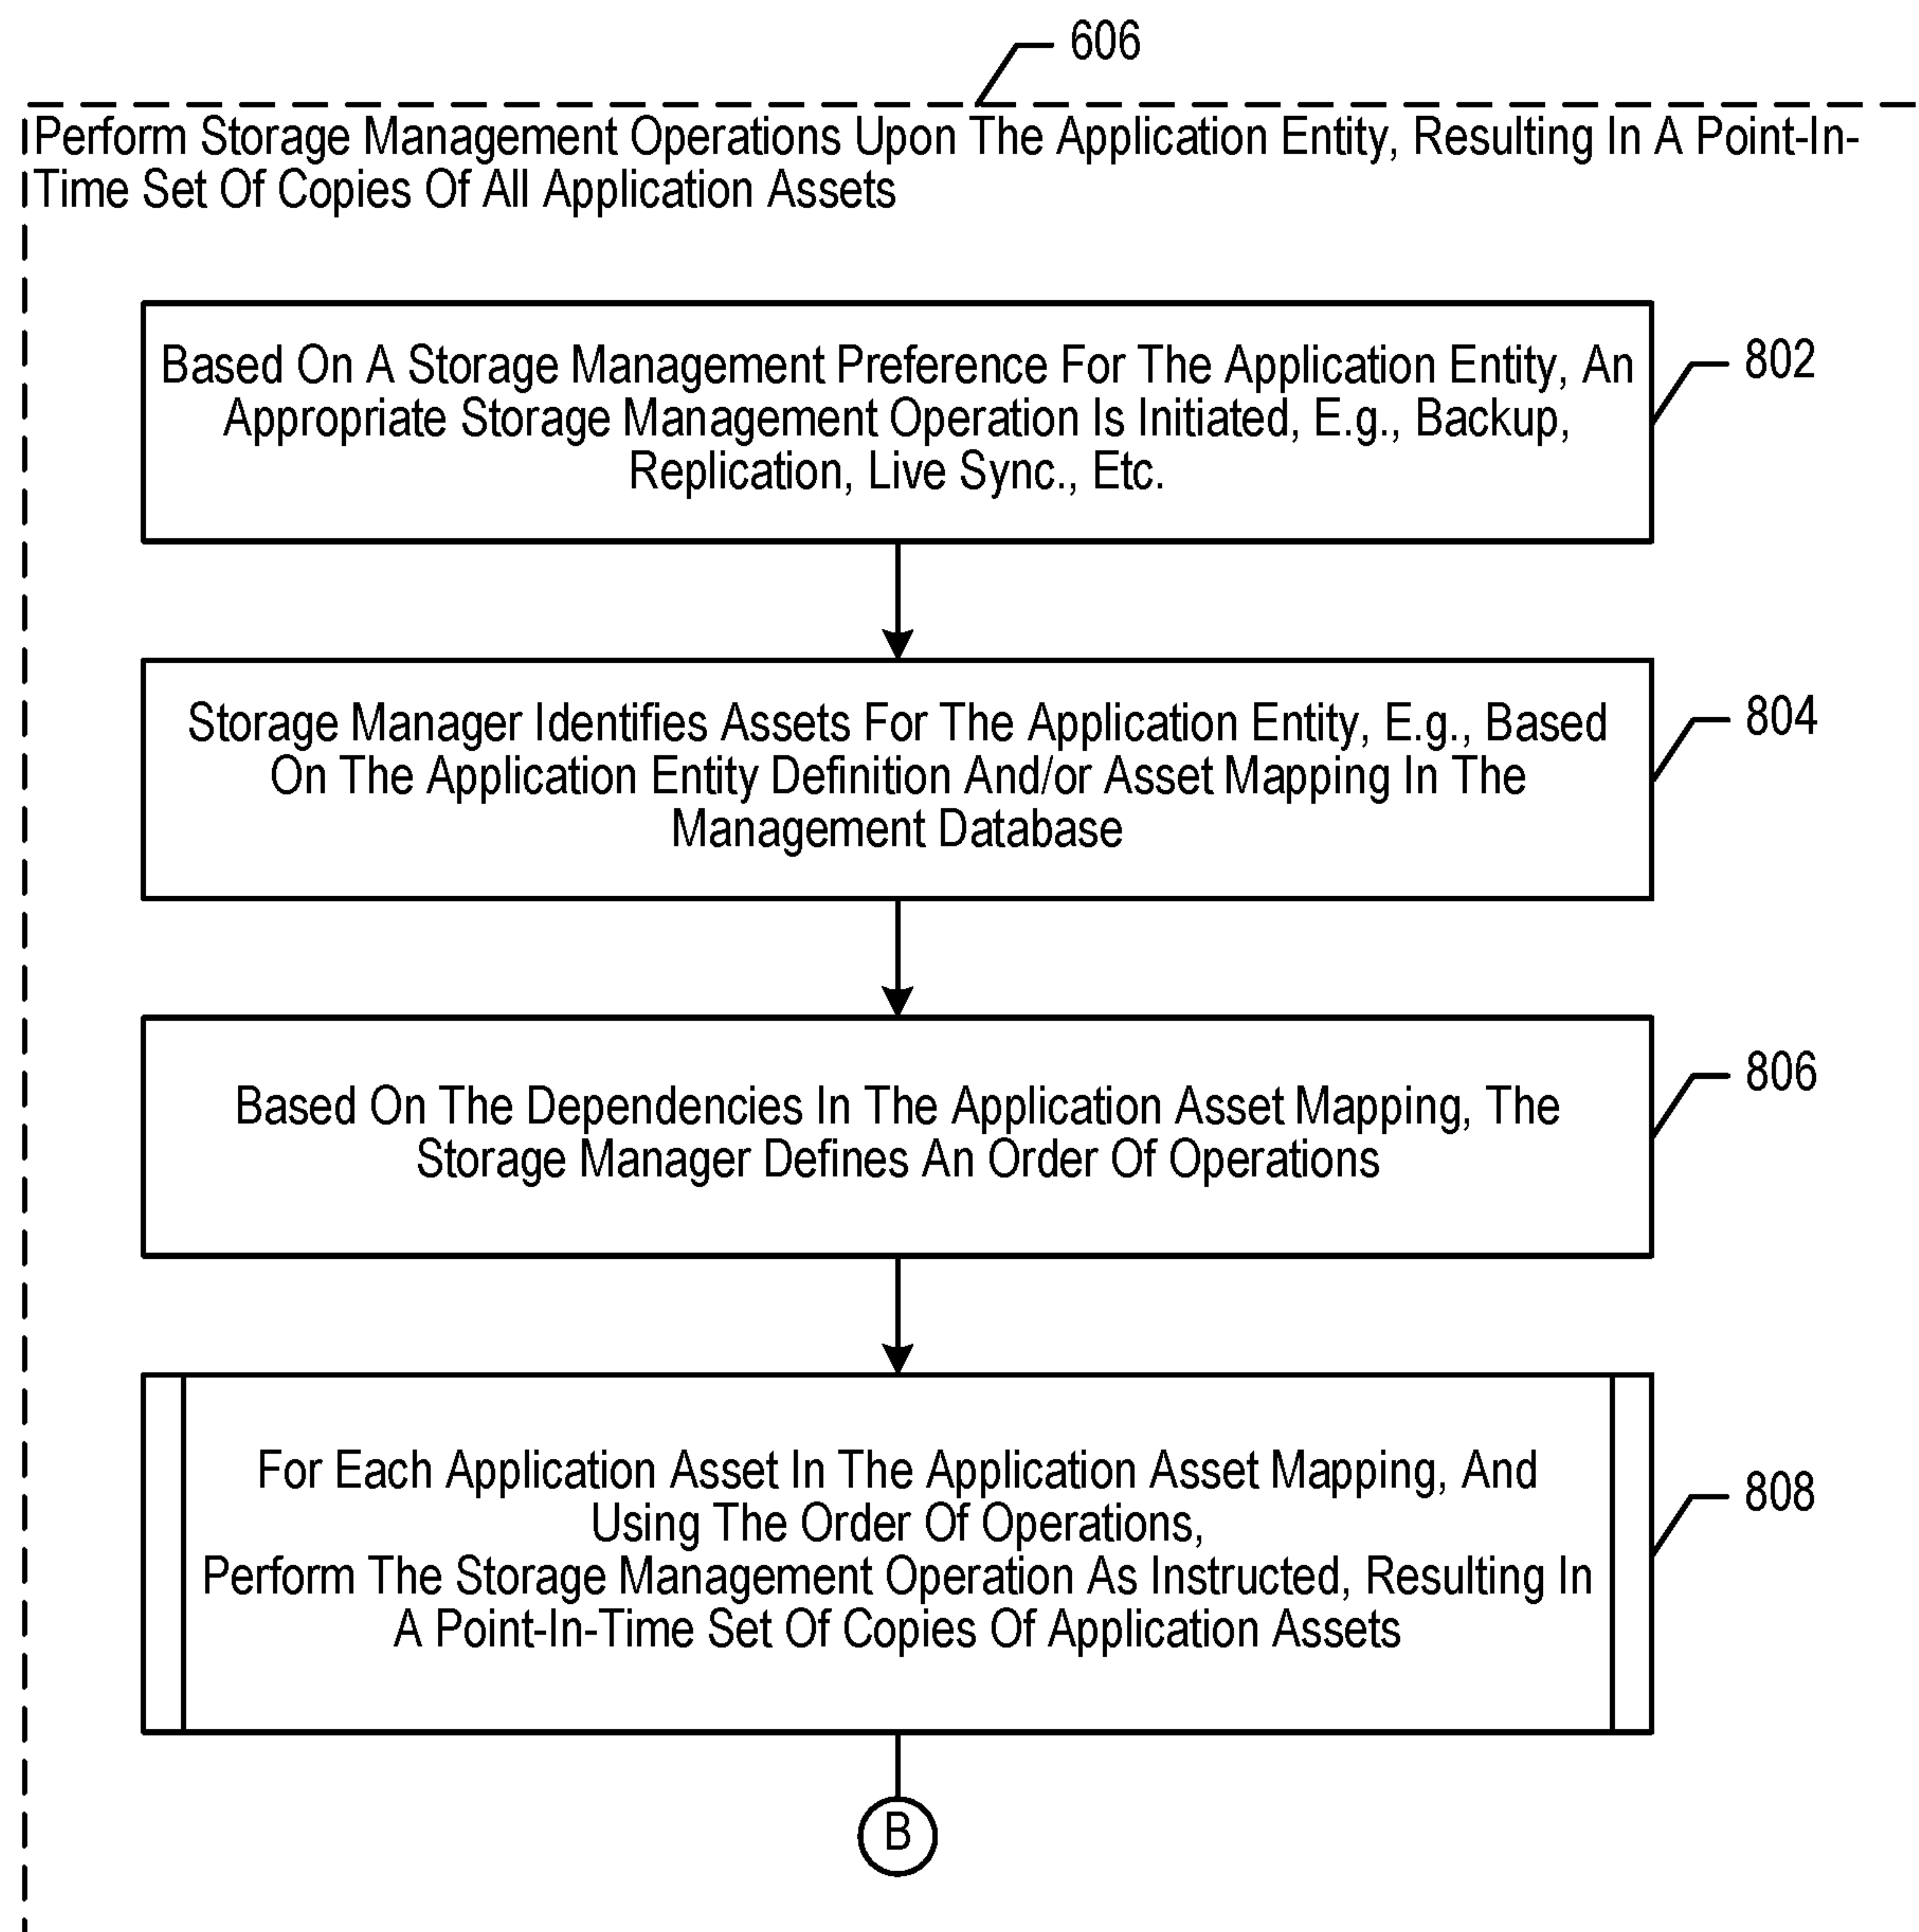 606
Perform Storage Management Operations Upon The Application Entity, Resulting In A Point-In-
Time Set Of Copies Of All Application Assets
Based On A Storage Management Preference For The Application Entity, An
Appropriate Storage Management Operation Is Initiated, E.g., Backup,
Replication, Live Sync., Etc.
802
Storage Manager Identifies Assets For The Application Entity, E.g., Based
On The Application Entity Definition And/or Asset Mapping In The
Management Database
804
Based On The Dependencies In The Application Asset Mapping, The
Storage Manager Defines An Order Of Operations
806
For Each Application Asset In The Application Asset Mapping, And
Using The Order Of Operations,
Perform The Storage Management Operation As Instructed, Resulting In
A Point-In-Time Set Of Copies Of Application Assets
808
B